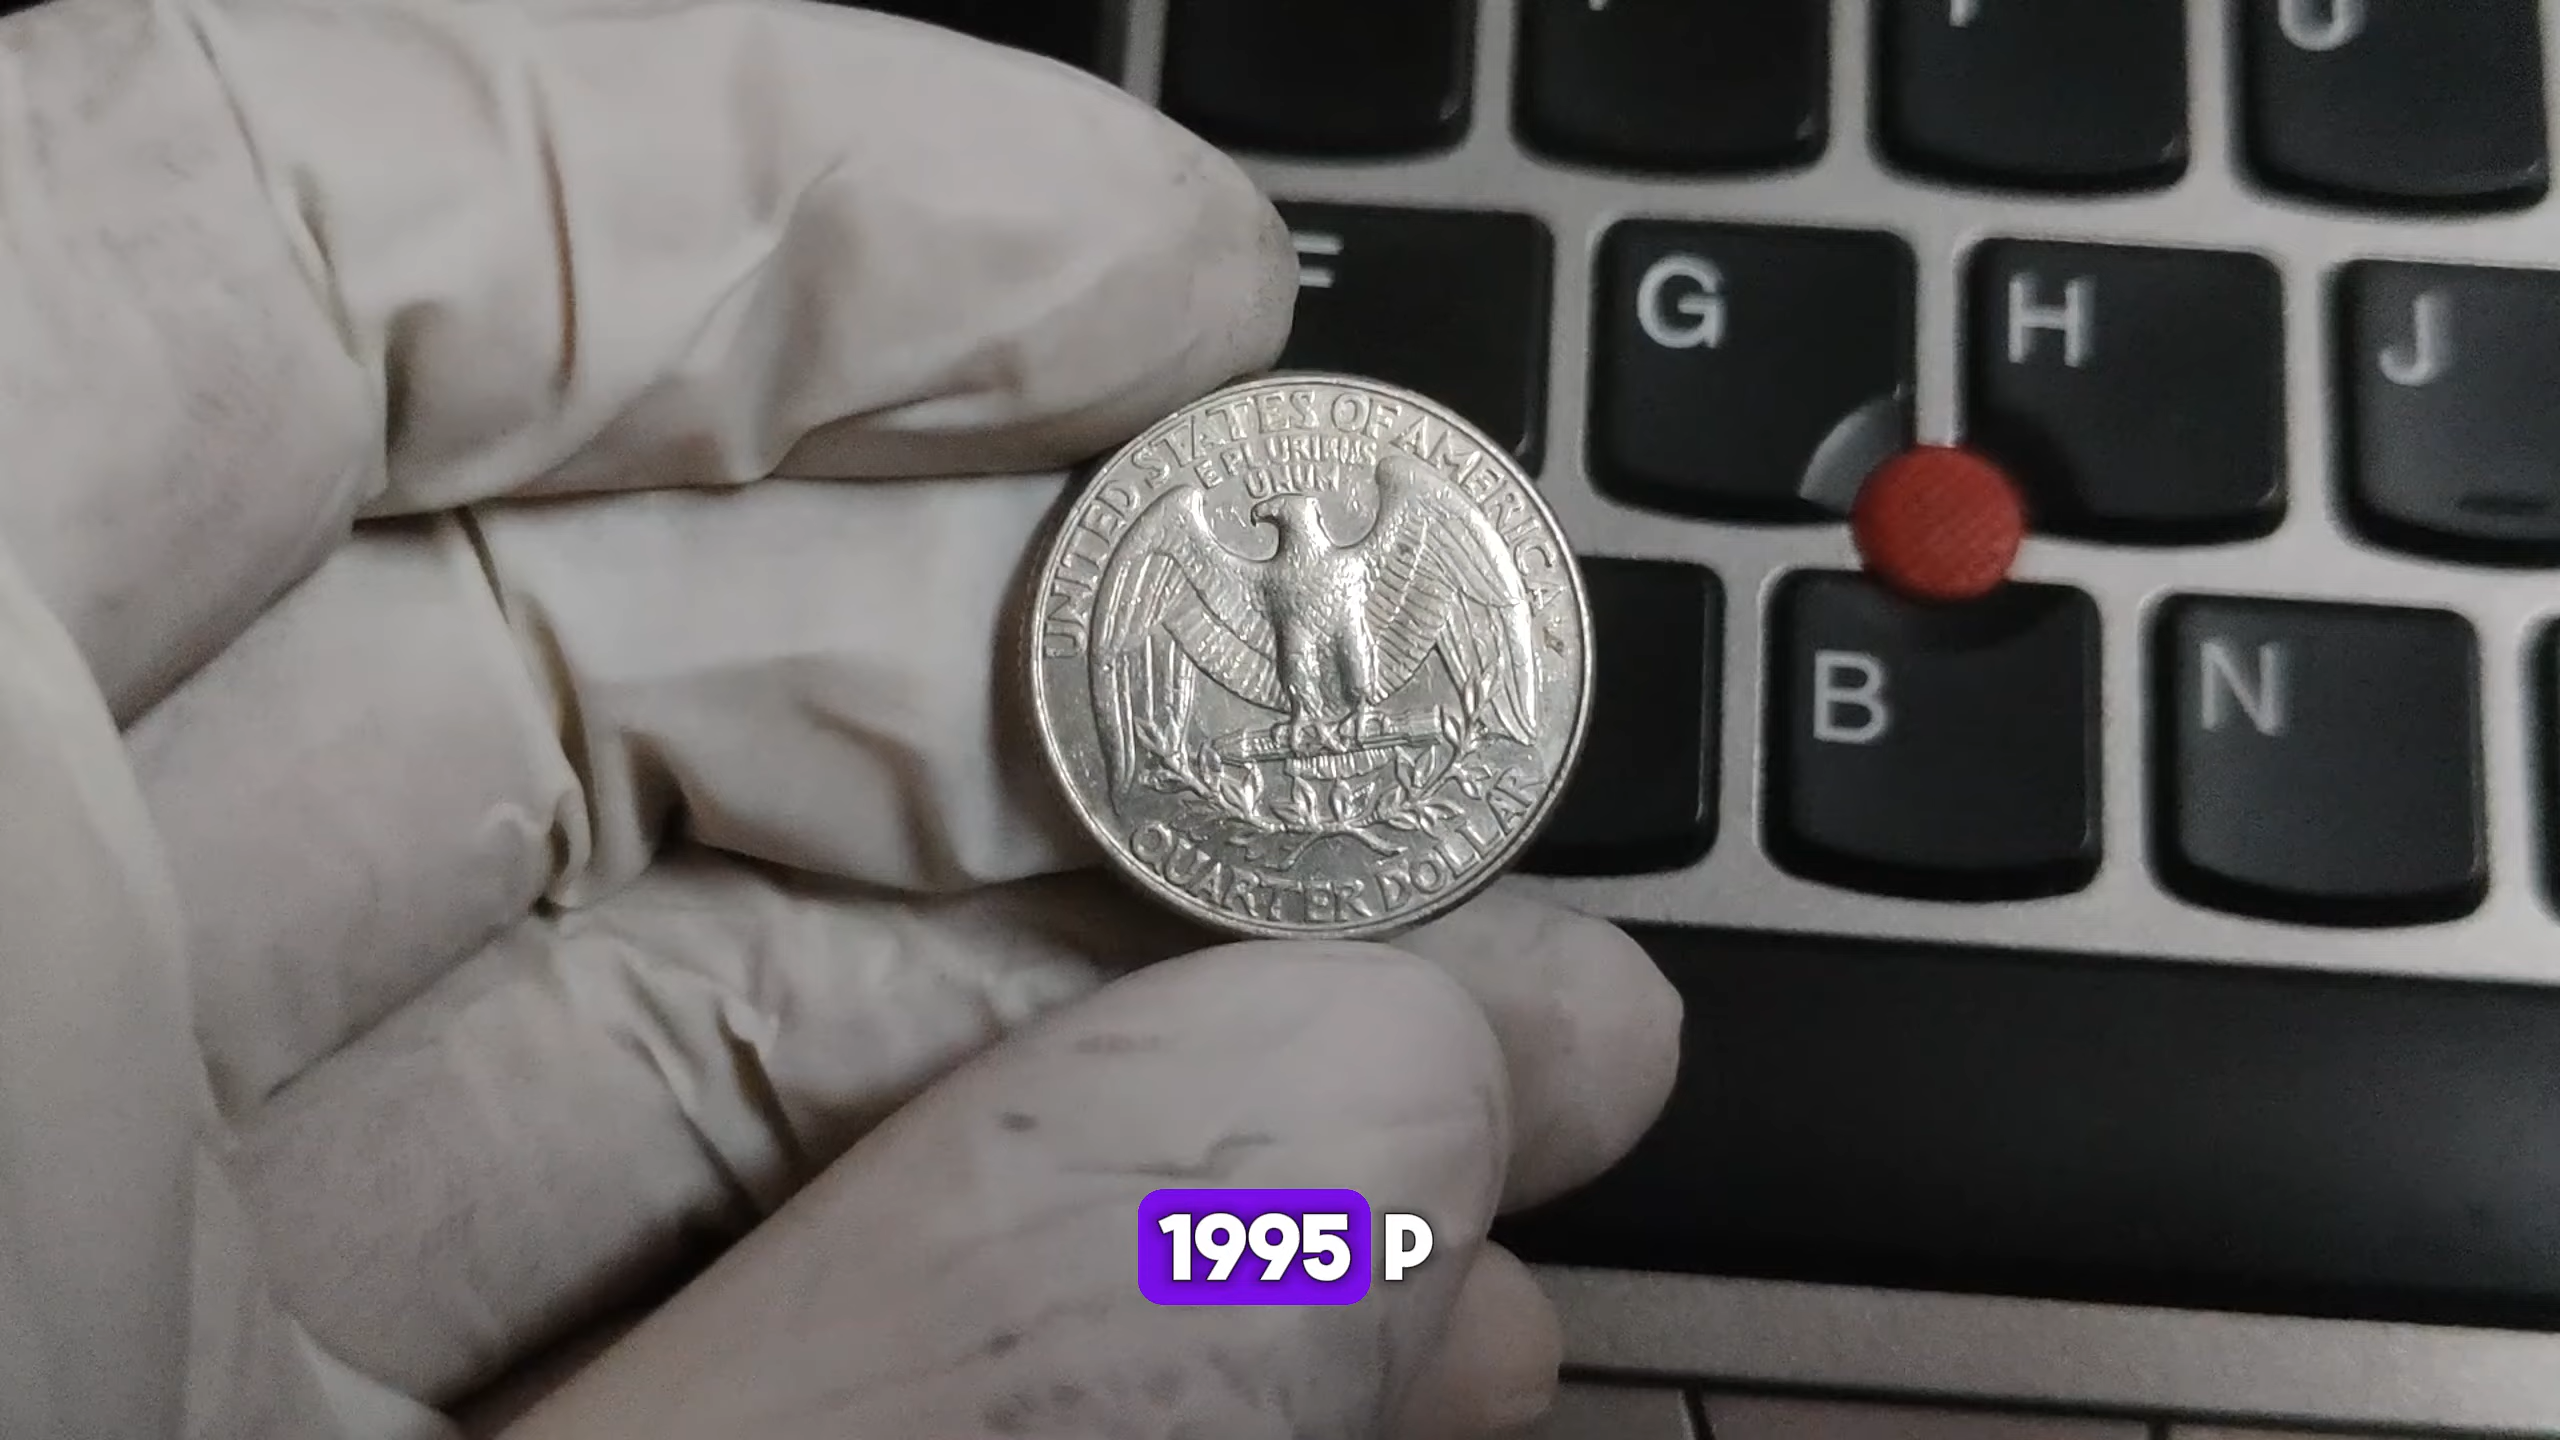 U
F
G
H
J
UNITED STATES OF AMERICA
E PLURIBUS
UNUM
B
N
QUARTER DOLLAR
1995 P